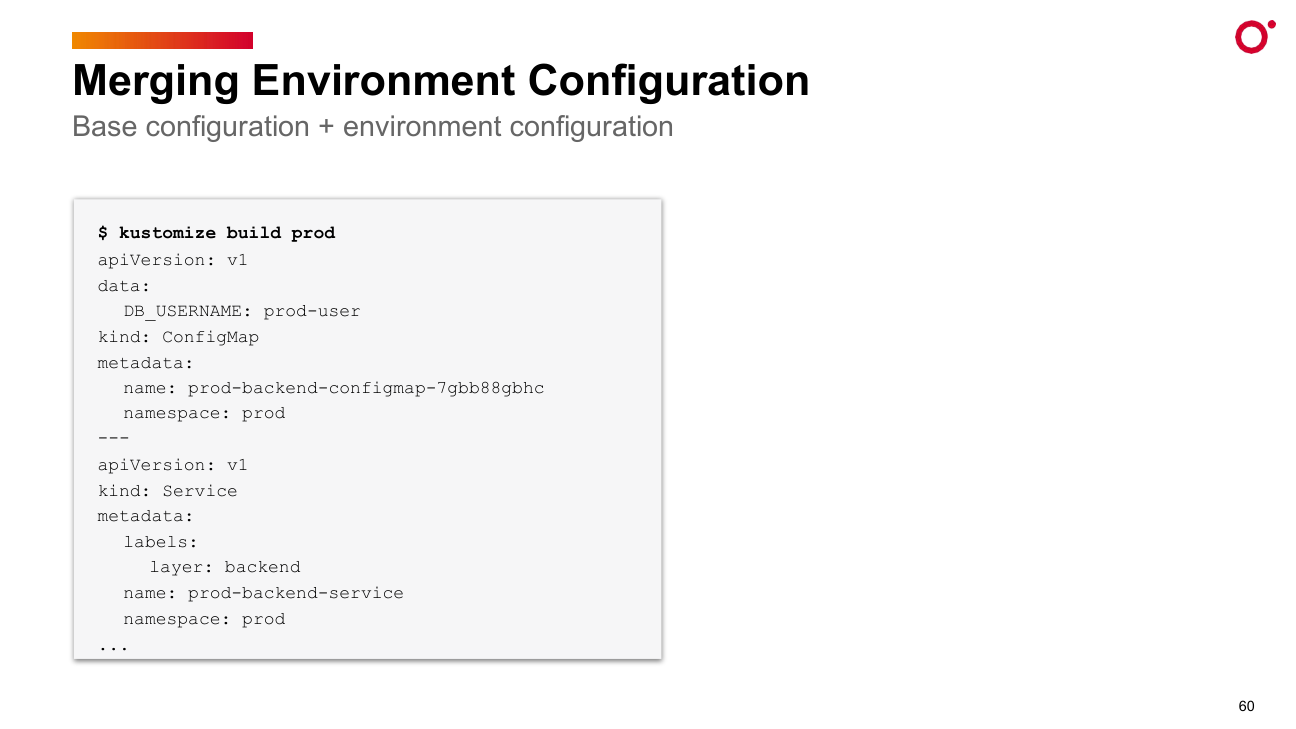 Merging Environment Configuration
Base configuration + environment configuration
$ kustomize build prod
apiVersion: v1
data:
  DB_USERNAME: prod-user
kind: ConfigMap
metadata:
  name: prod-backend-configmap-7gbb88gbhc
  namespace: prod
---
apiVersion: v1
kind: Service
metadata:
  labels:
    layer: backend
  name: prod-backend-service
  namespace: prod
...
60